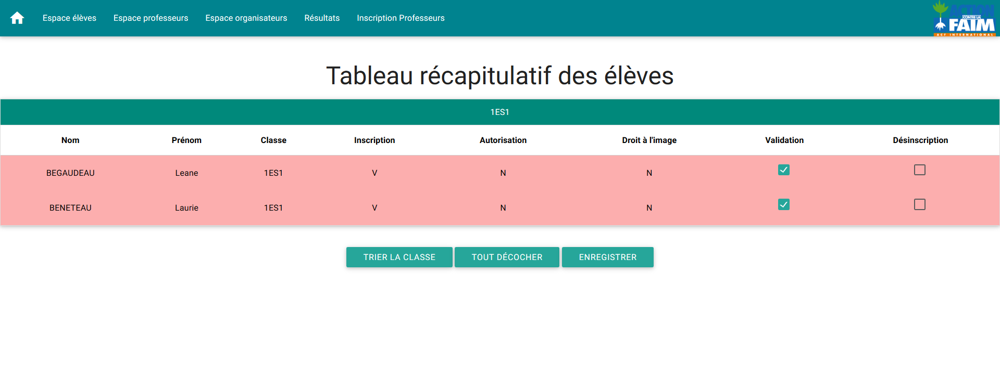 Espace élèves Espace professeurs Espace organisateurs Résultats Inscription Professeurs
ACTION
CONTRE LA
FAIM
ACF INTERNATIONAL
Tableau récapitulatif des élèves
1ES1
Nom Prénom Classe Inscription Autorisation Droit à l'image Validation Désinscription
BEGAUDEAU Leane 1ES1 V N N
BENETEAU Laurie 1ES1 V N N
TRIER LA CLASSE TOUT DÉCOCHER ENREGISTRER